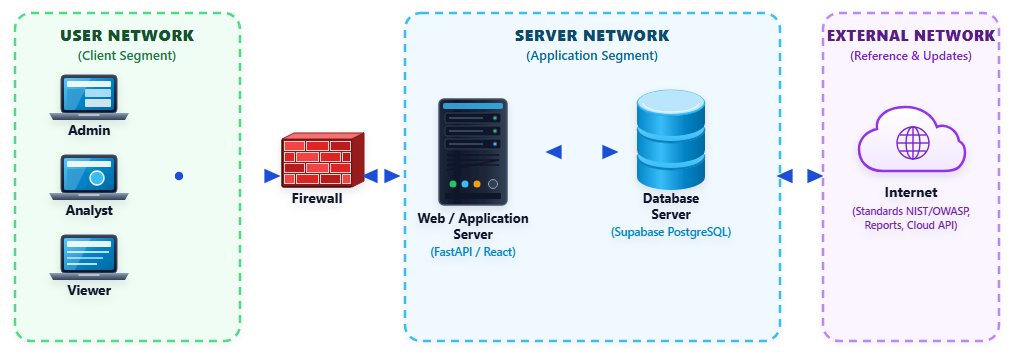 USER NETWORK
(Client Segment)
Admin
Analyst
Viewer
Firewall
SERVER NETWORK
(Application Segment)
Web / Application
Server
(FastAPI / React)
Database
Server
(Supabase PostgreSQL)
EXTERNAL NETWORK
(Reference & Updates)
Internet
(Standards NIST/OWASP,
Reports, Cloud API)